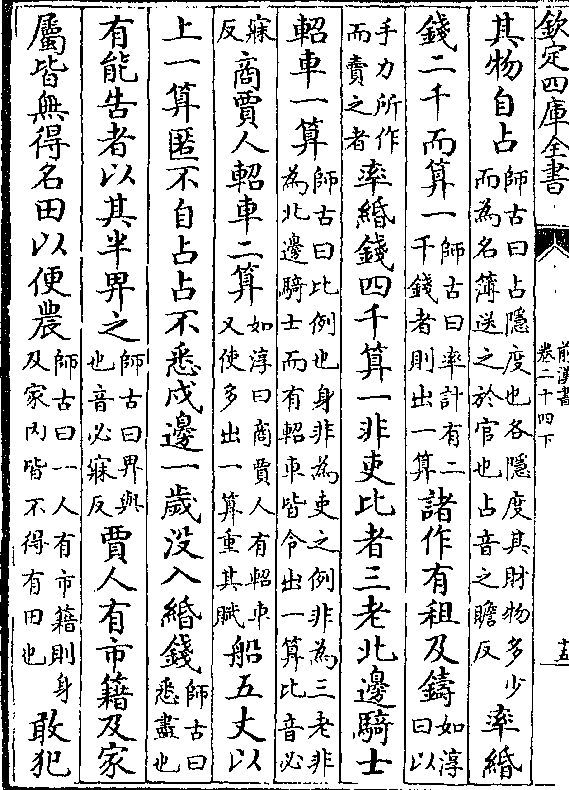 欽定四庫全書
前漢書
卷二十四下
十五
其物自占師古曰占隱度也各隱度其財物多少而為名簿送之於官也占音之贍反率緡
錢二千而算一師古曰率計有二千錢者則出一算諸作有租及鑄如淳曰以
手力所作而賣之者率緡錢四千算一非吏比者三老北邊騎士
軺車一算師古曰比例也身非為吏之例非為三老非為北邊騎士而有軺車皆令出一算比音必
寐反商賈人軺車二算如淳曰商賈人有軺車又使多出一算重其賦船五丈以
上一算匿不自占占不悉戍邊一歲沒入緡錢師古曰悉盡也
有能告者以其半畀之師古曰畀與也音必寐反賈人有市籍及家
屬皆無得名田以便農師古曰一人有市籍則身及家內皆不得有田也敢犯